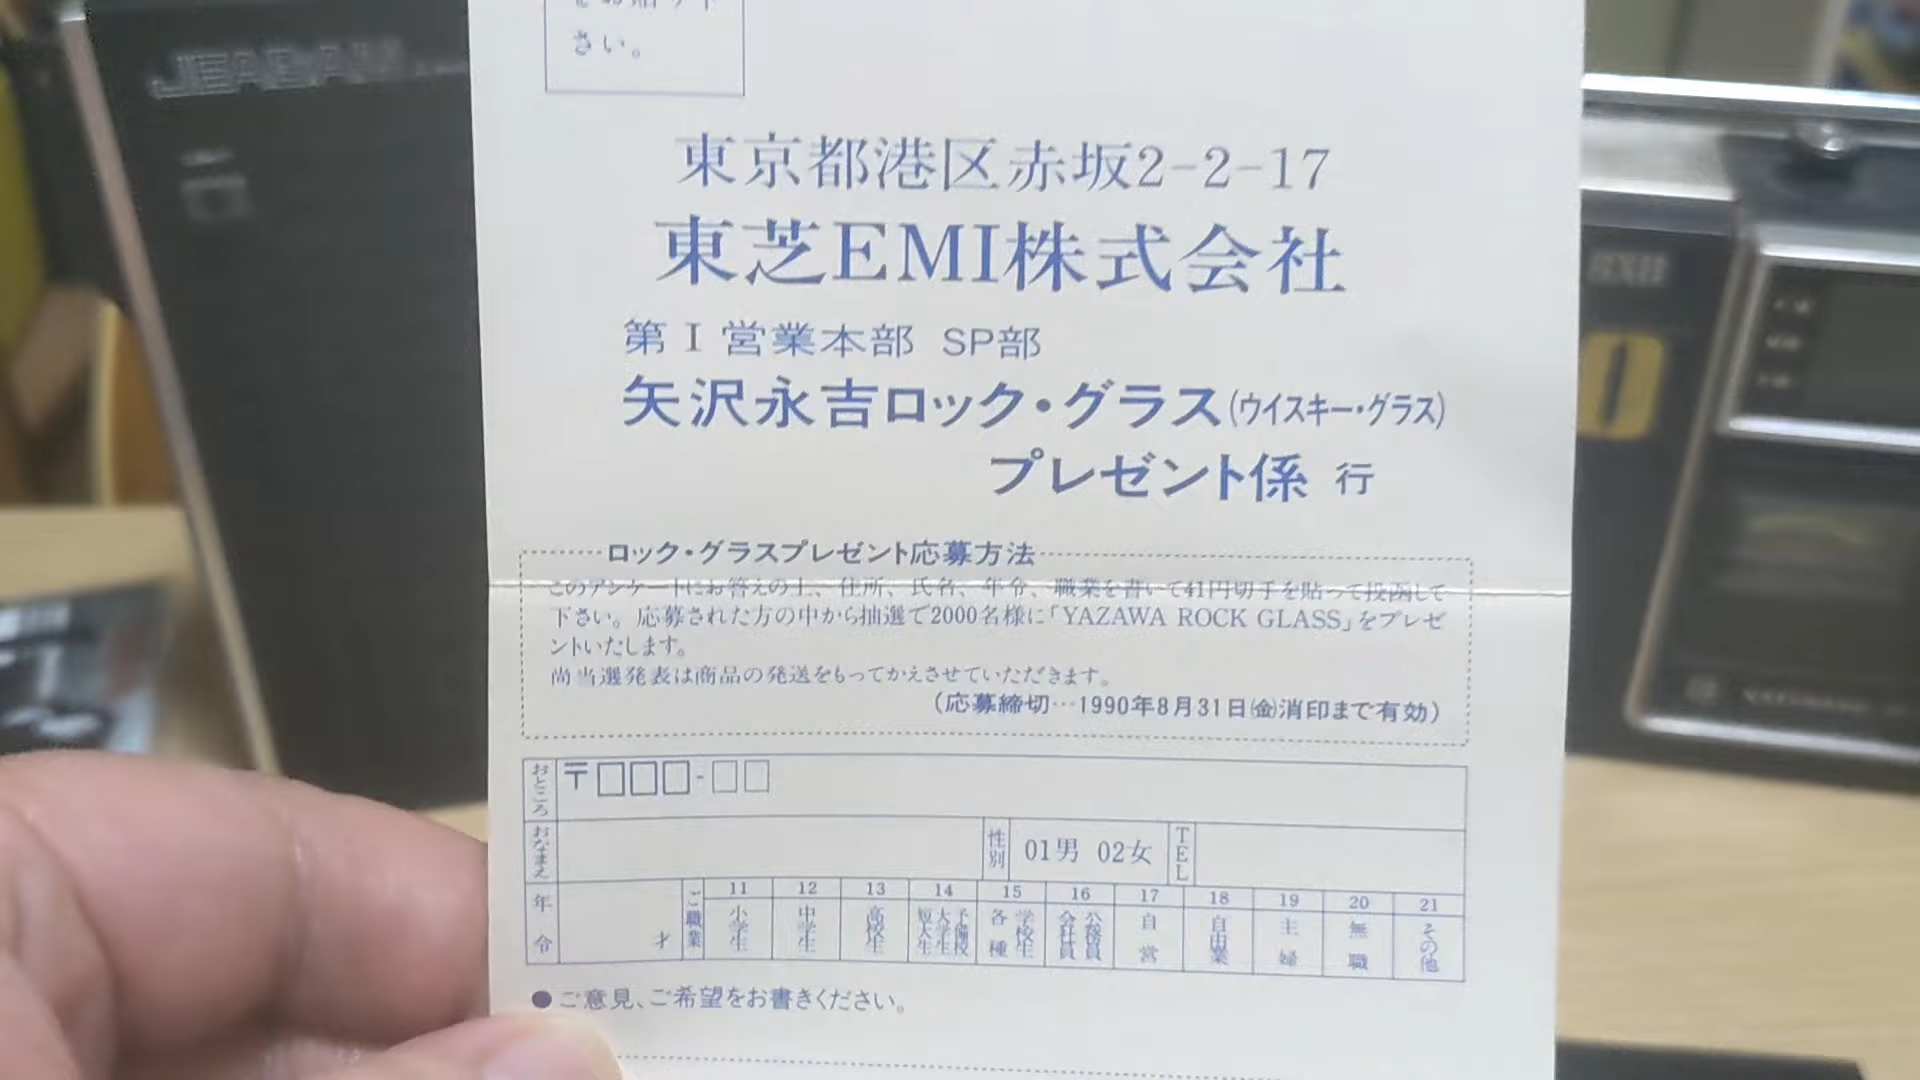 さい。
東京都港区赤坂2-2-17
東芝EMI株式会社
第Ⅰ営業本部 SP部
矢沢永吉ロック・グラス(ウイスキー・グラス)
プレゼント係 行
ロック・グラスプレゼント応募方法
このアンケートにお答えの上、住所、氏名、年令、職業を書いて41円切手を貼って投函して
下さい。応募された方の中から抽選で2000名様に「YAZAWA ROCK GLASS」をプレゼ
ントいたします。
尚当選発表は商品の発送をもってかえさせていただきます。
(応募締切…1990年8月31日㈮消印まで有効)
おところ 〒□□□-□□
おなまえ 性別 01男 02女 TEL
年令 才 ご職業
11 12 13 14 15 16 17 18 19 20 21
小学生 中学生 高校生 予備校 大学生 短大生 各種学校生 公務員 会社員 自営 自由業 主婦 無職 その他
●ご意見、ご希望をお書きください。